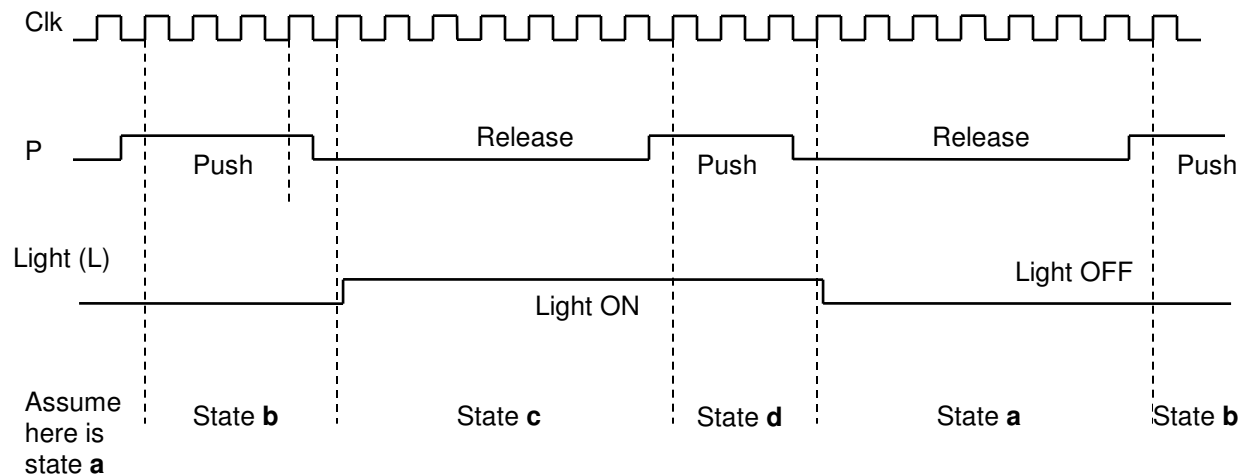 Clk
P
Push
Release
Push
Release
Push
Light (L)
Light ON
Light OFF
Assume
here is
state a
State b
State c
State d
State a
State b